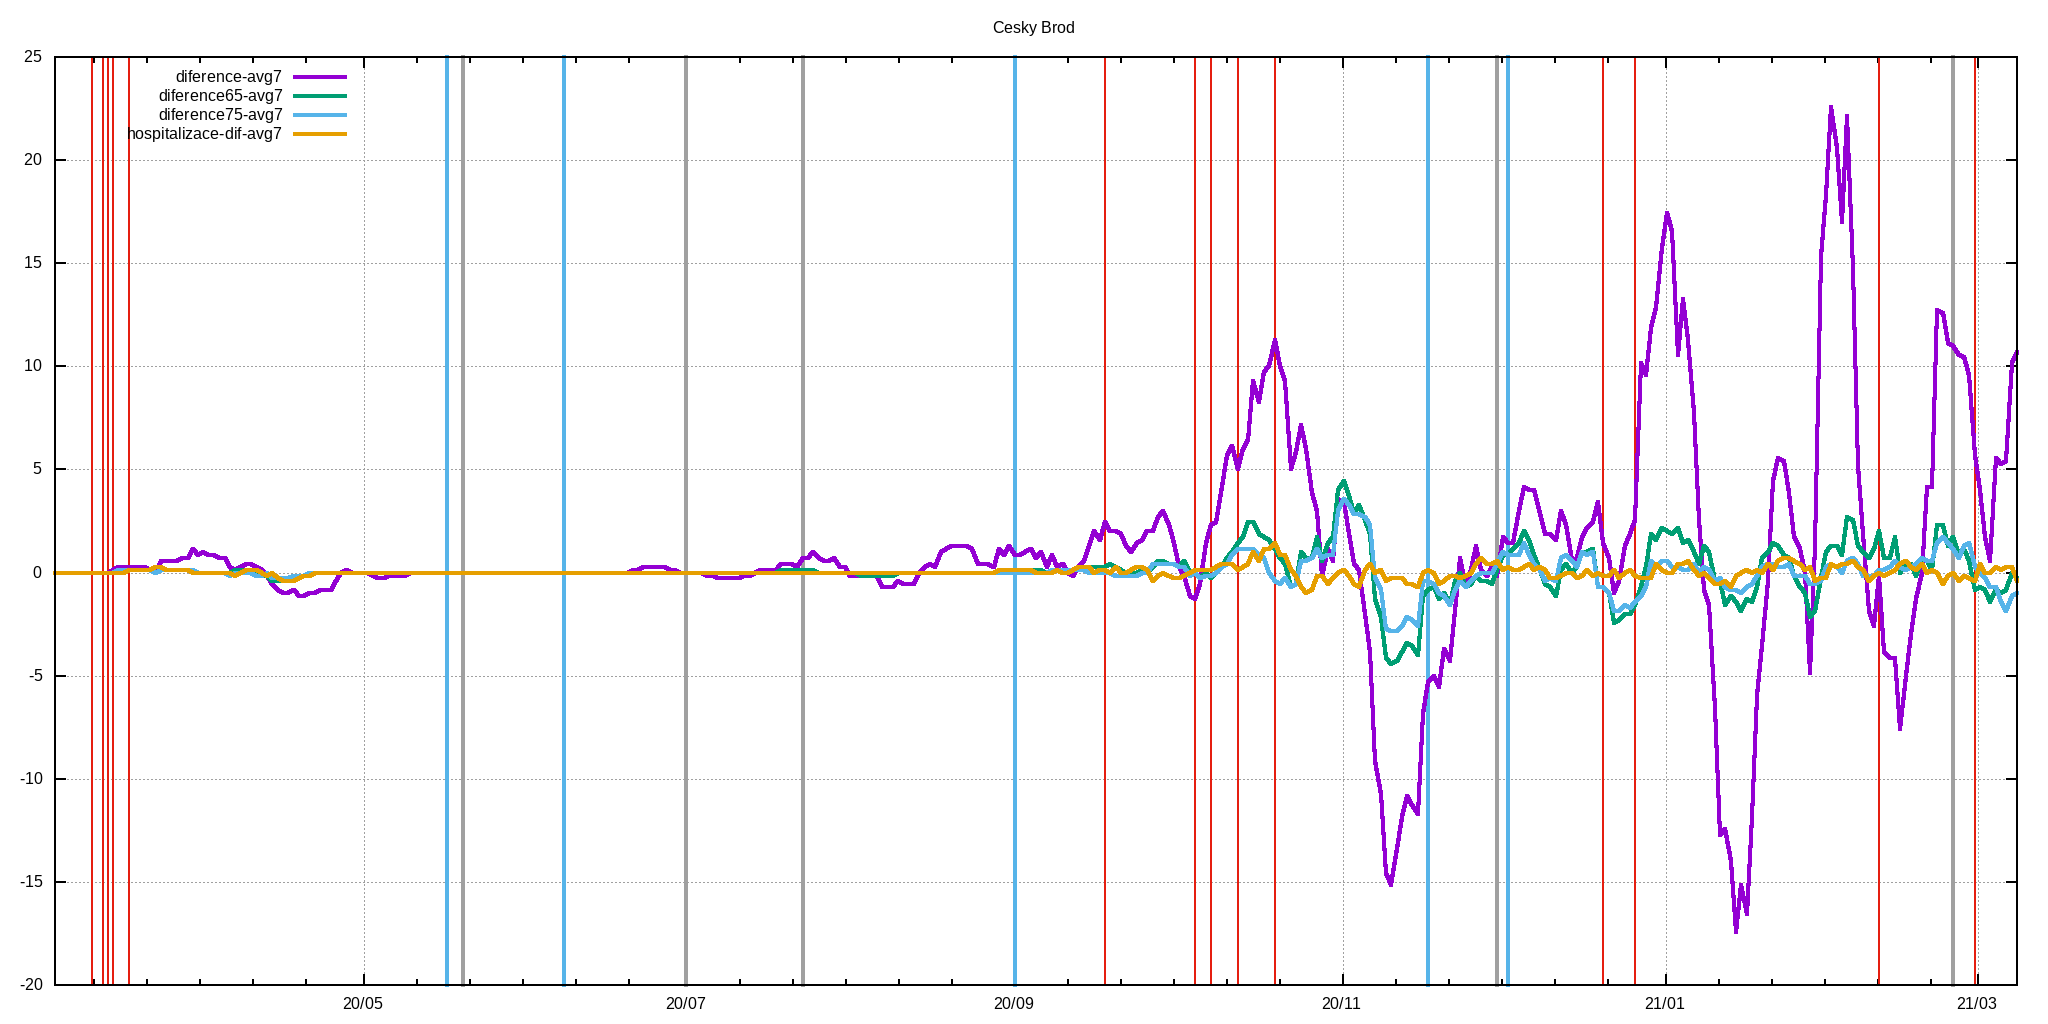 Cesky Brod
diference-avg7
diference65-avg7
diference75-avg7
hospitalizace-dif-avg7
25
20
15
10
5
0
-5
-10
-15
-20
20/05 20/07 20/09 20/11 21/01 21/03